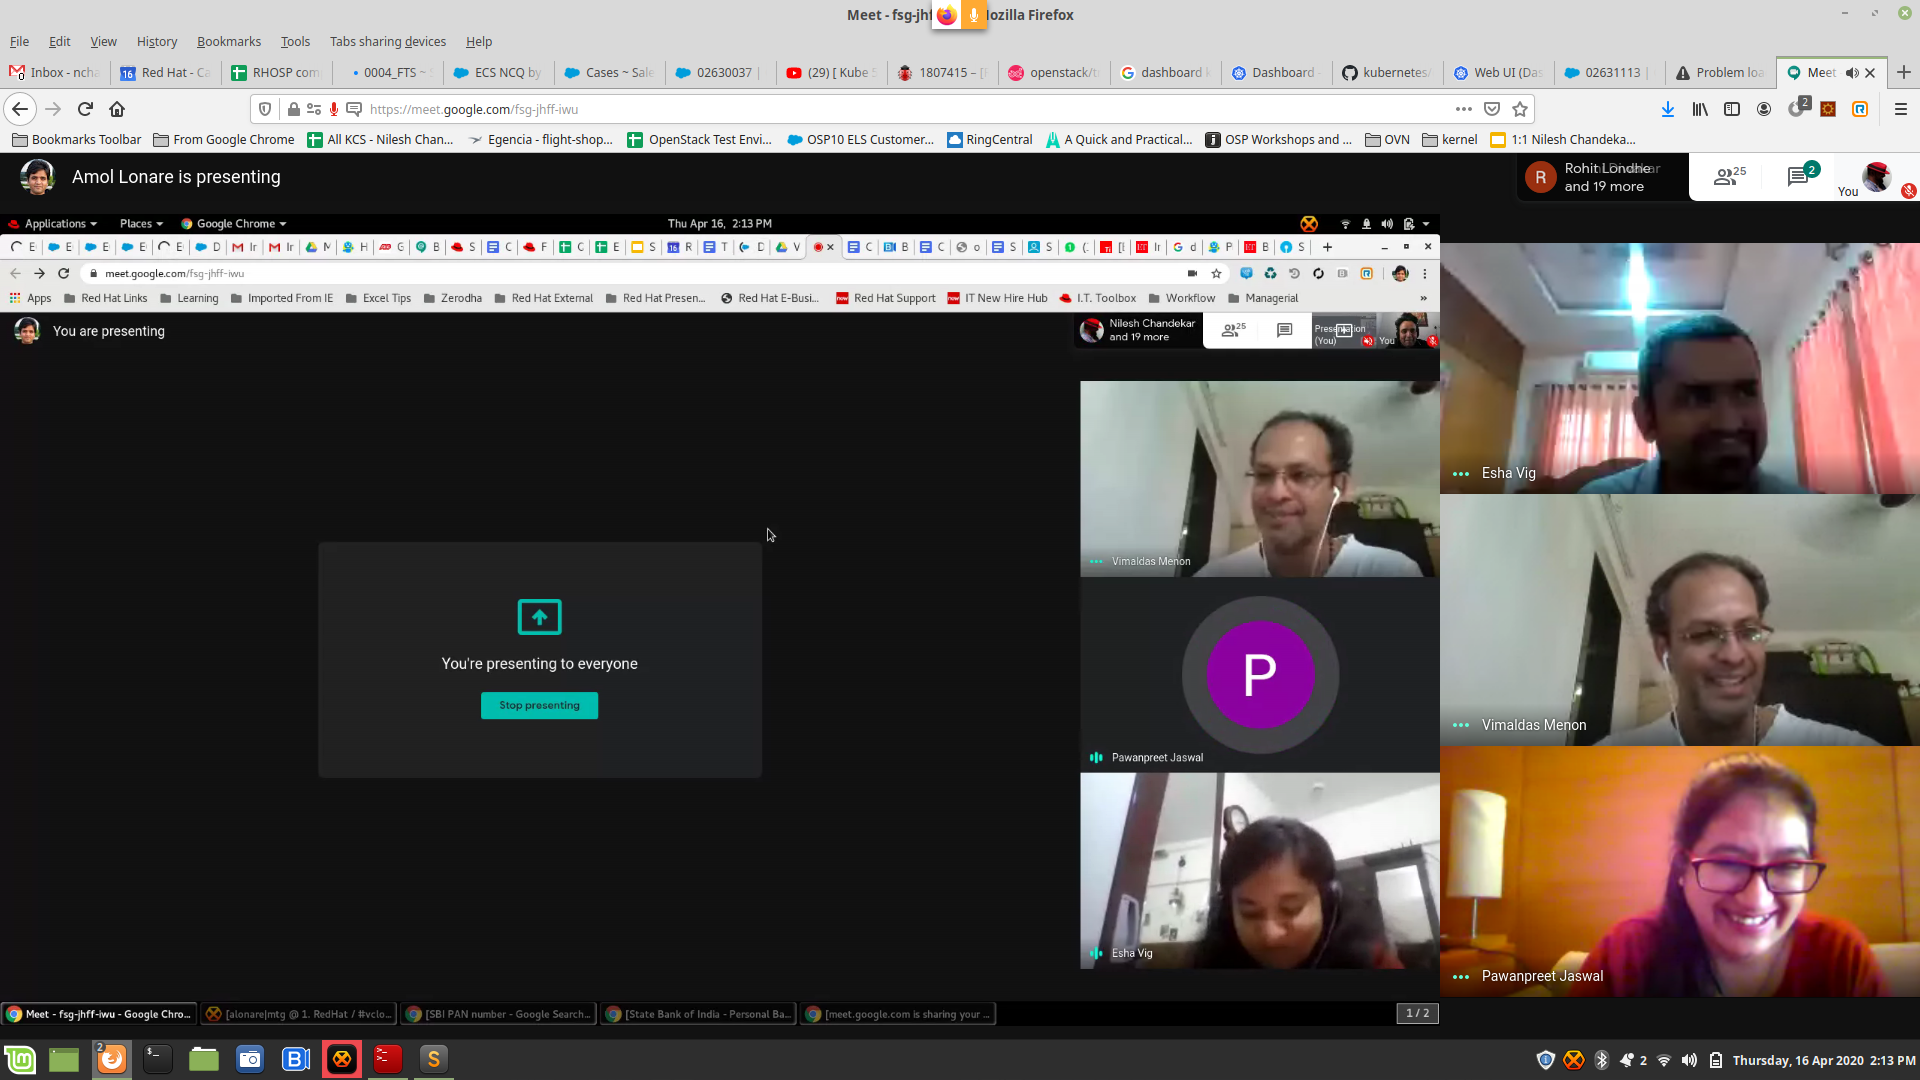 Meet - fsg-jhf
ozilla Firefox
File Edit View History Bookmarks Tools Tabs sharing devices Help
Inbox - ncha
Red Hat - Ca
RHOSP com
0004_FTS ~ S
ECS NCQ by
Cases ~ Sale
02630037 |
(29) [ Kube S
1807415 – [R
openstack/t
dashboard k
Dashboard -
kubernetes/
Web UI (Das
02631113 |
Problem loa
Meet
https://meet.google.com/fsg-jhff-iwu
2
Bookmarks Toolbar
From Google Chrome
All KCS - Nilesh Chan...
Egencia - flight-shop...
OpenStack Test Envi...
OSP10 ELS Customer...
RingCentral
A Quick and Practical...
OSP Workshops and ...
OVN
kernel
1:1 Nilesh Chandeka...
Amol Lonare is presenting
R
Rohit Londhe
and 19 more
25
2
You
Applications Places Google Chrome
Thu Apr 16, 2:13 PM
meet.google.com/fsg-jhff-iwu
Apps
Red Hat Links
Learning
Imported From IE
Excel Tips
Zerodha
Red Hat External
Red Hat Presen...
Red Hat E-Busi...
Red Hat Support
IT New Hire Hub
I.T. Toolbox
Workflow
Managerial
»
You are presenting
Nilesh Chandekar
and 19 more
25
Presentation
(You)
You
Vimaldas Menon
P
Pawanpreet Jaswal
Esha Vig
You're presenting to everyone
Stop presenting
Esha Vig
Vimaldas Menon
Pawanpreet Jaswal
Meet - fsg-jhff-iwu - Google Chro...
[alonare|mtg @ 1. RedHat / #vclo...
[SBI PAN number - Google Search...
[State Bank of India - Personal Ba...
[meet.google.com is sharing your ...
1 / 2
2
B
S
2
Thursday, 16 Apr 2020 2:13 PM